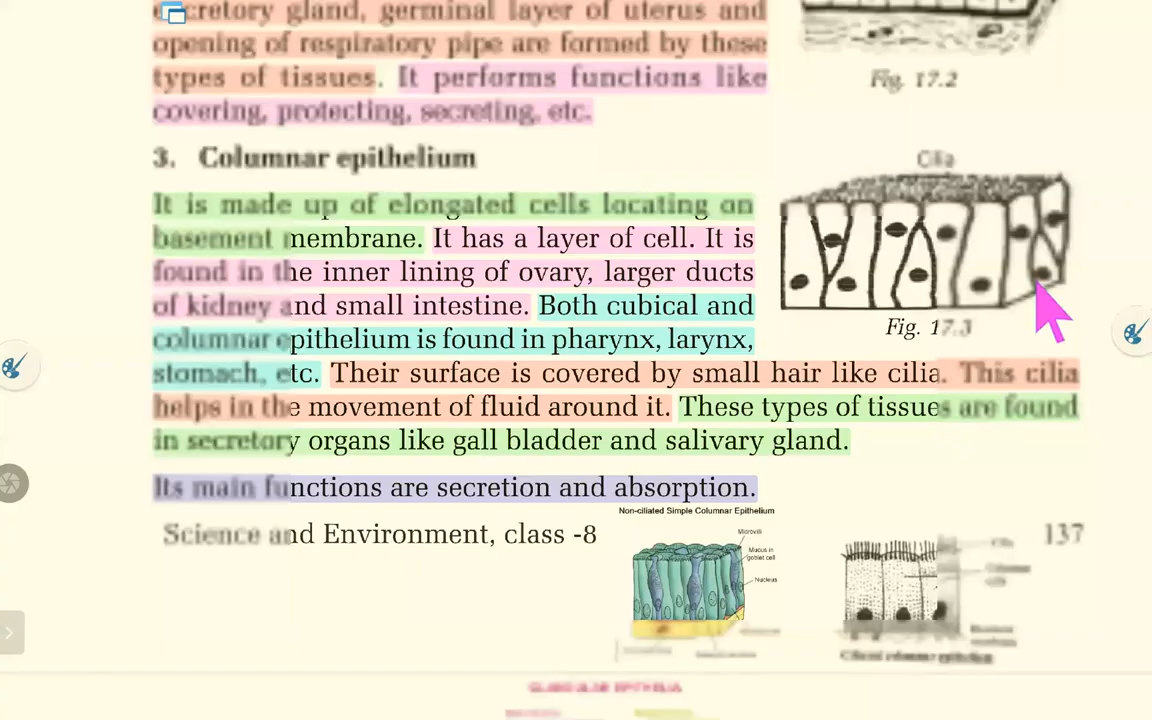 secretory gland, germinal layer of uterus and
opening of respiratory pipe are formed by these
types of tissues. It performs functions like
covering, protecting, secreting, etc.
Fig. 17.2
3. Columnar epithelium
Cilia
It is made up of elongated cells locating on
basement membrane. It has a layer of cell. It is
found in the inner lining of ovary, larger ducts
of kidney and small intestine. Both cubical and
columnar epithelium is found in pharynx, larynx,
Fig. 17.3
stomach, etc. Their surface is covered by small hair like cilia. This cilia
helps in the movement of fluid around it. These types of tissues are found
in secretory organs like gall bladder and salivary gland.
Its main functions are secretion and absorption.
Science and Environment, class -8
137
Non-ciliated Simple Columnar Epithelium
Microvilli
Mucus in
goblet cell
Nucleus
Ciliated columnar epithelium
GLANDULAR EPITHELIA